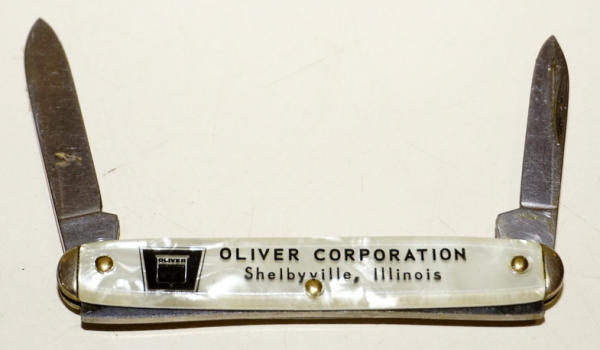 OLIVER
OLIVER CORPORATION
Shelbyville, Illinois